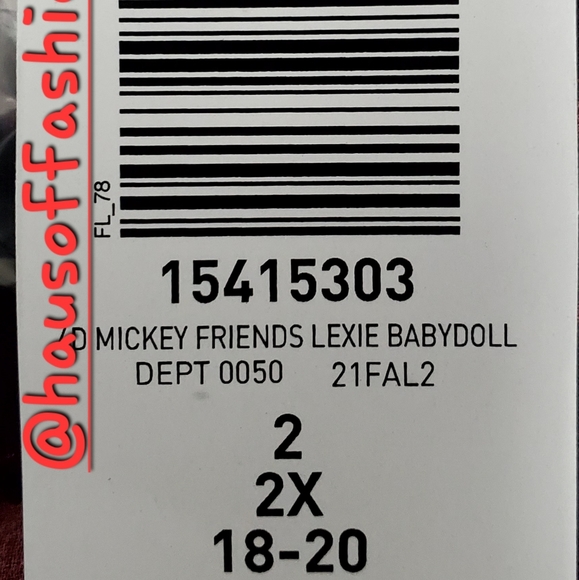 @hausoffashi
FL_78
15415303
MICKEY FRIENDS LEXIE BABYDOLL
DEPT 0050 21FAL2
2
2X
18-20